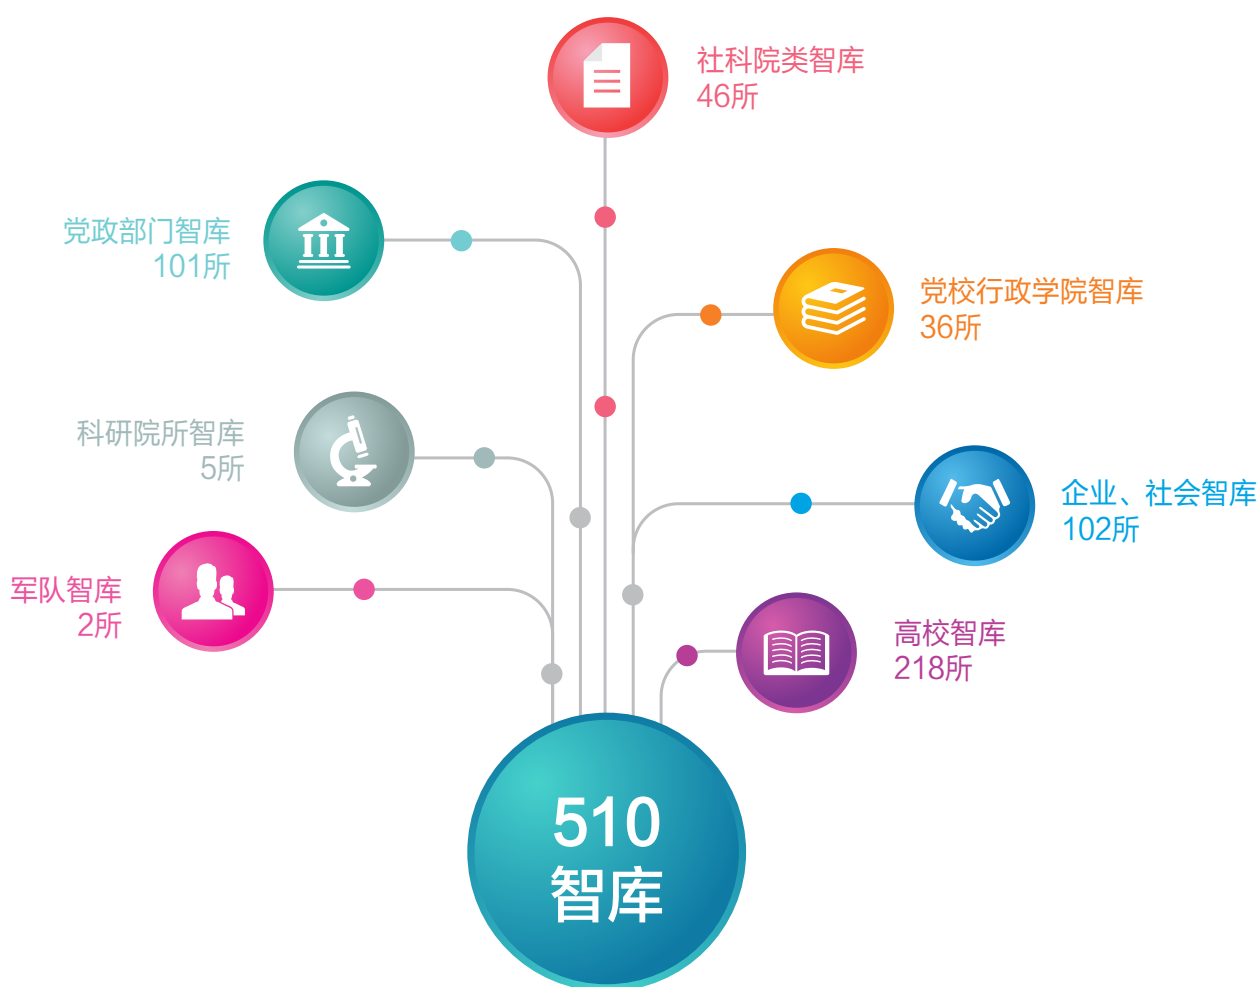 社科院类智库
46所
党政部门智库
101所
党校行政学院智库
36所
科研院所智库
5所
企业、社会智库
102所
军队智库
2所
高校智库
218所
510
智库